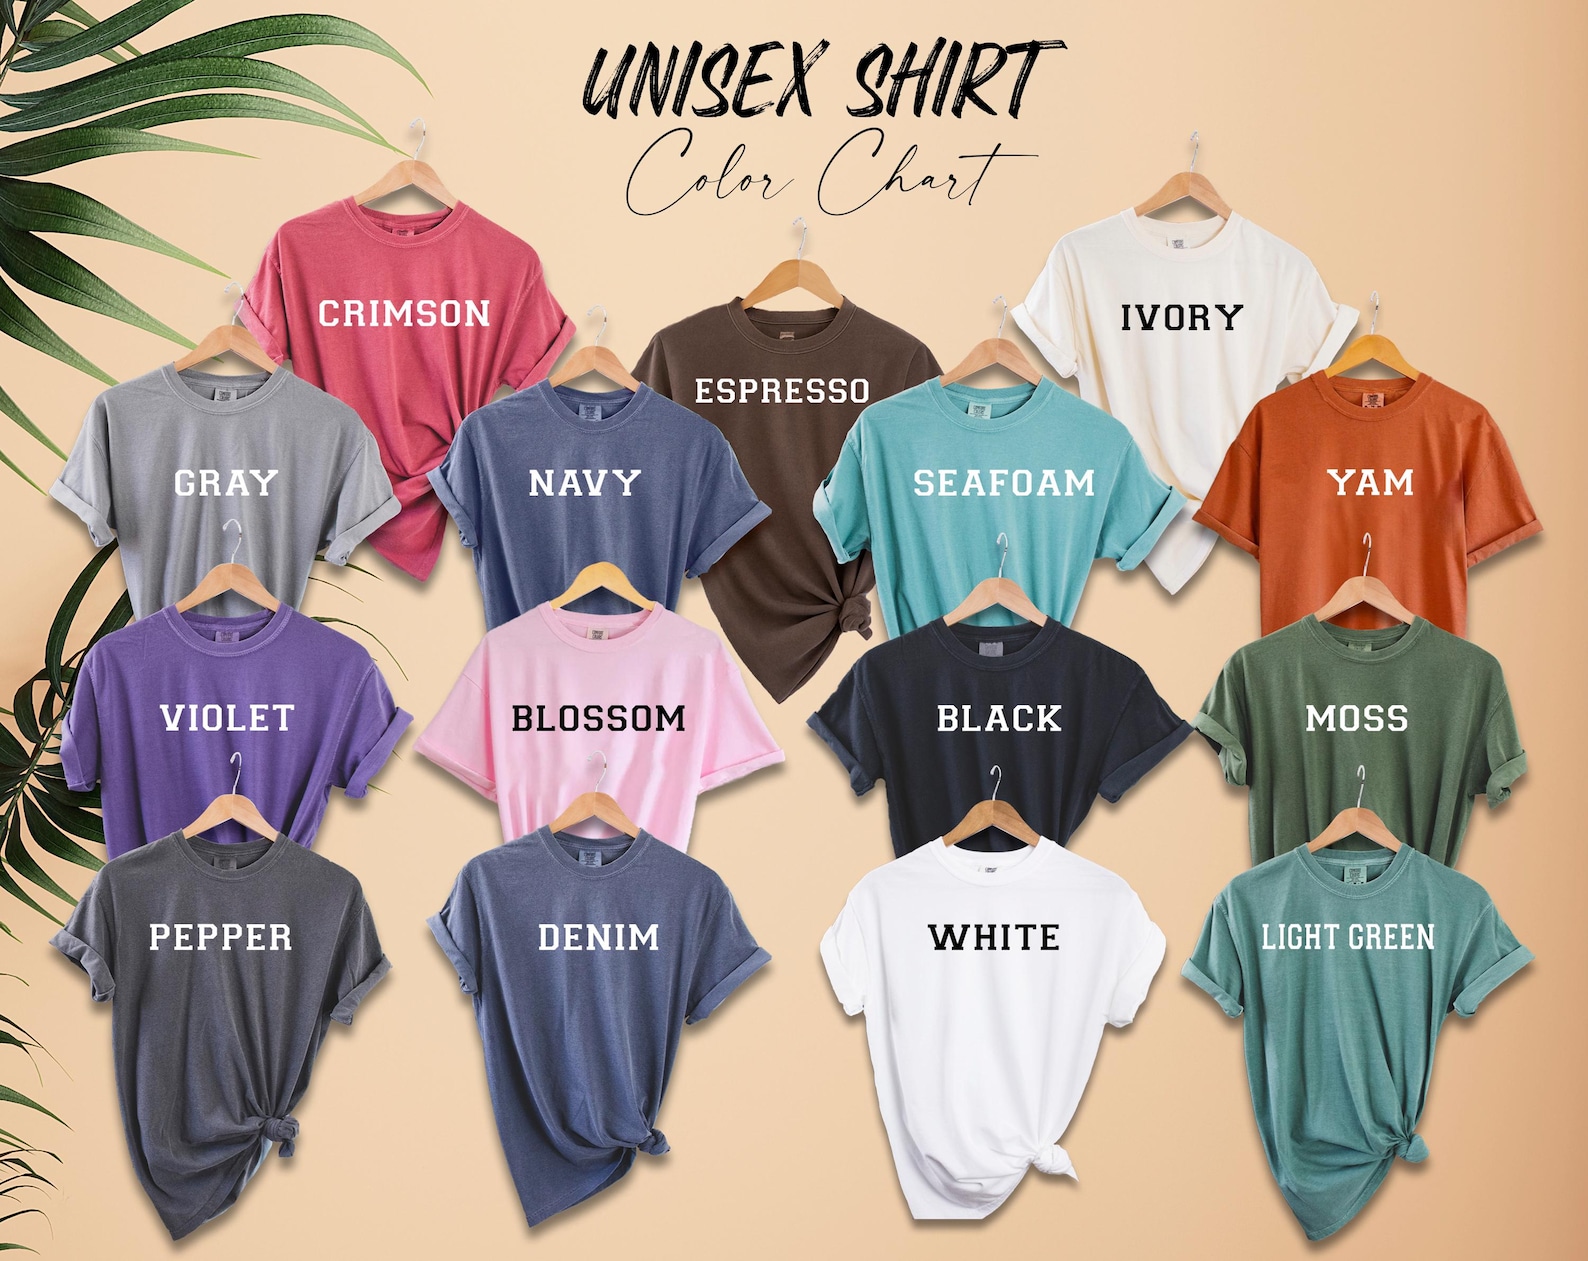 UNISEX SHIRT
Color Chart
CRIMSON
IVORY
ESPRESSO
GRAY
NAVY
SEAFOAM
YAM
VIOLET
BLOSSOM
BLACK
MOSS
PEPPER
DENIM
WHITE
LIGHT GREEN